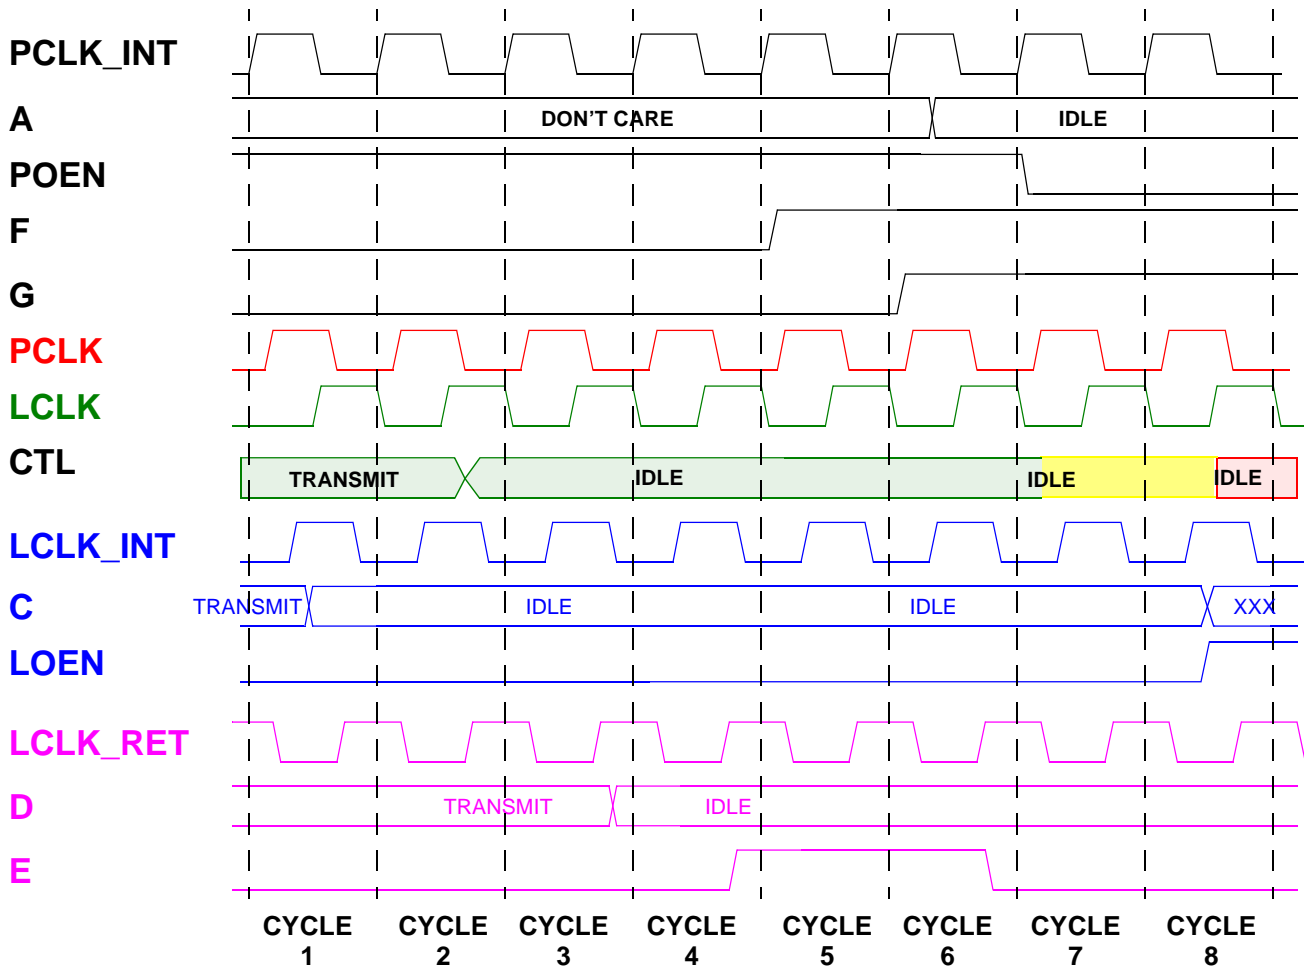 PCLK_INT
A
DON'T CARE
IDLE
POEN
F
G
PCLK
LCLK
CTL
TRANSMIT
IDLE
IDLE
IDLE
LCLK_INT
C
TRANSMIT
IDLE
IDLE
XXX
LOEN
LCLK_RET
D
TRANSMIT
IDLE
E
CYCLE
1
CYCLE
2
CYCLE
3
CYCLE
4
CYCLE
5
CYCLE
6
CYCLE
7
CYCLE
8